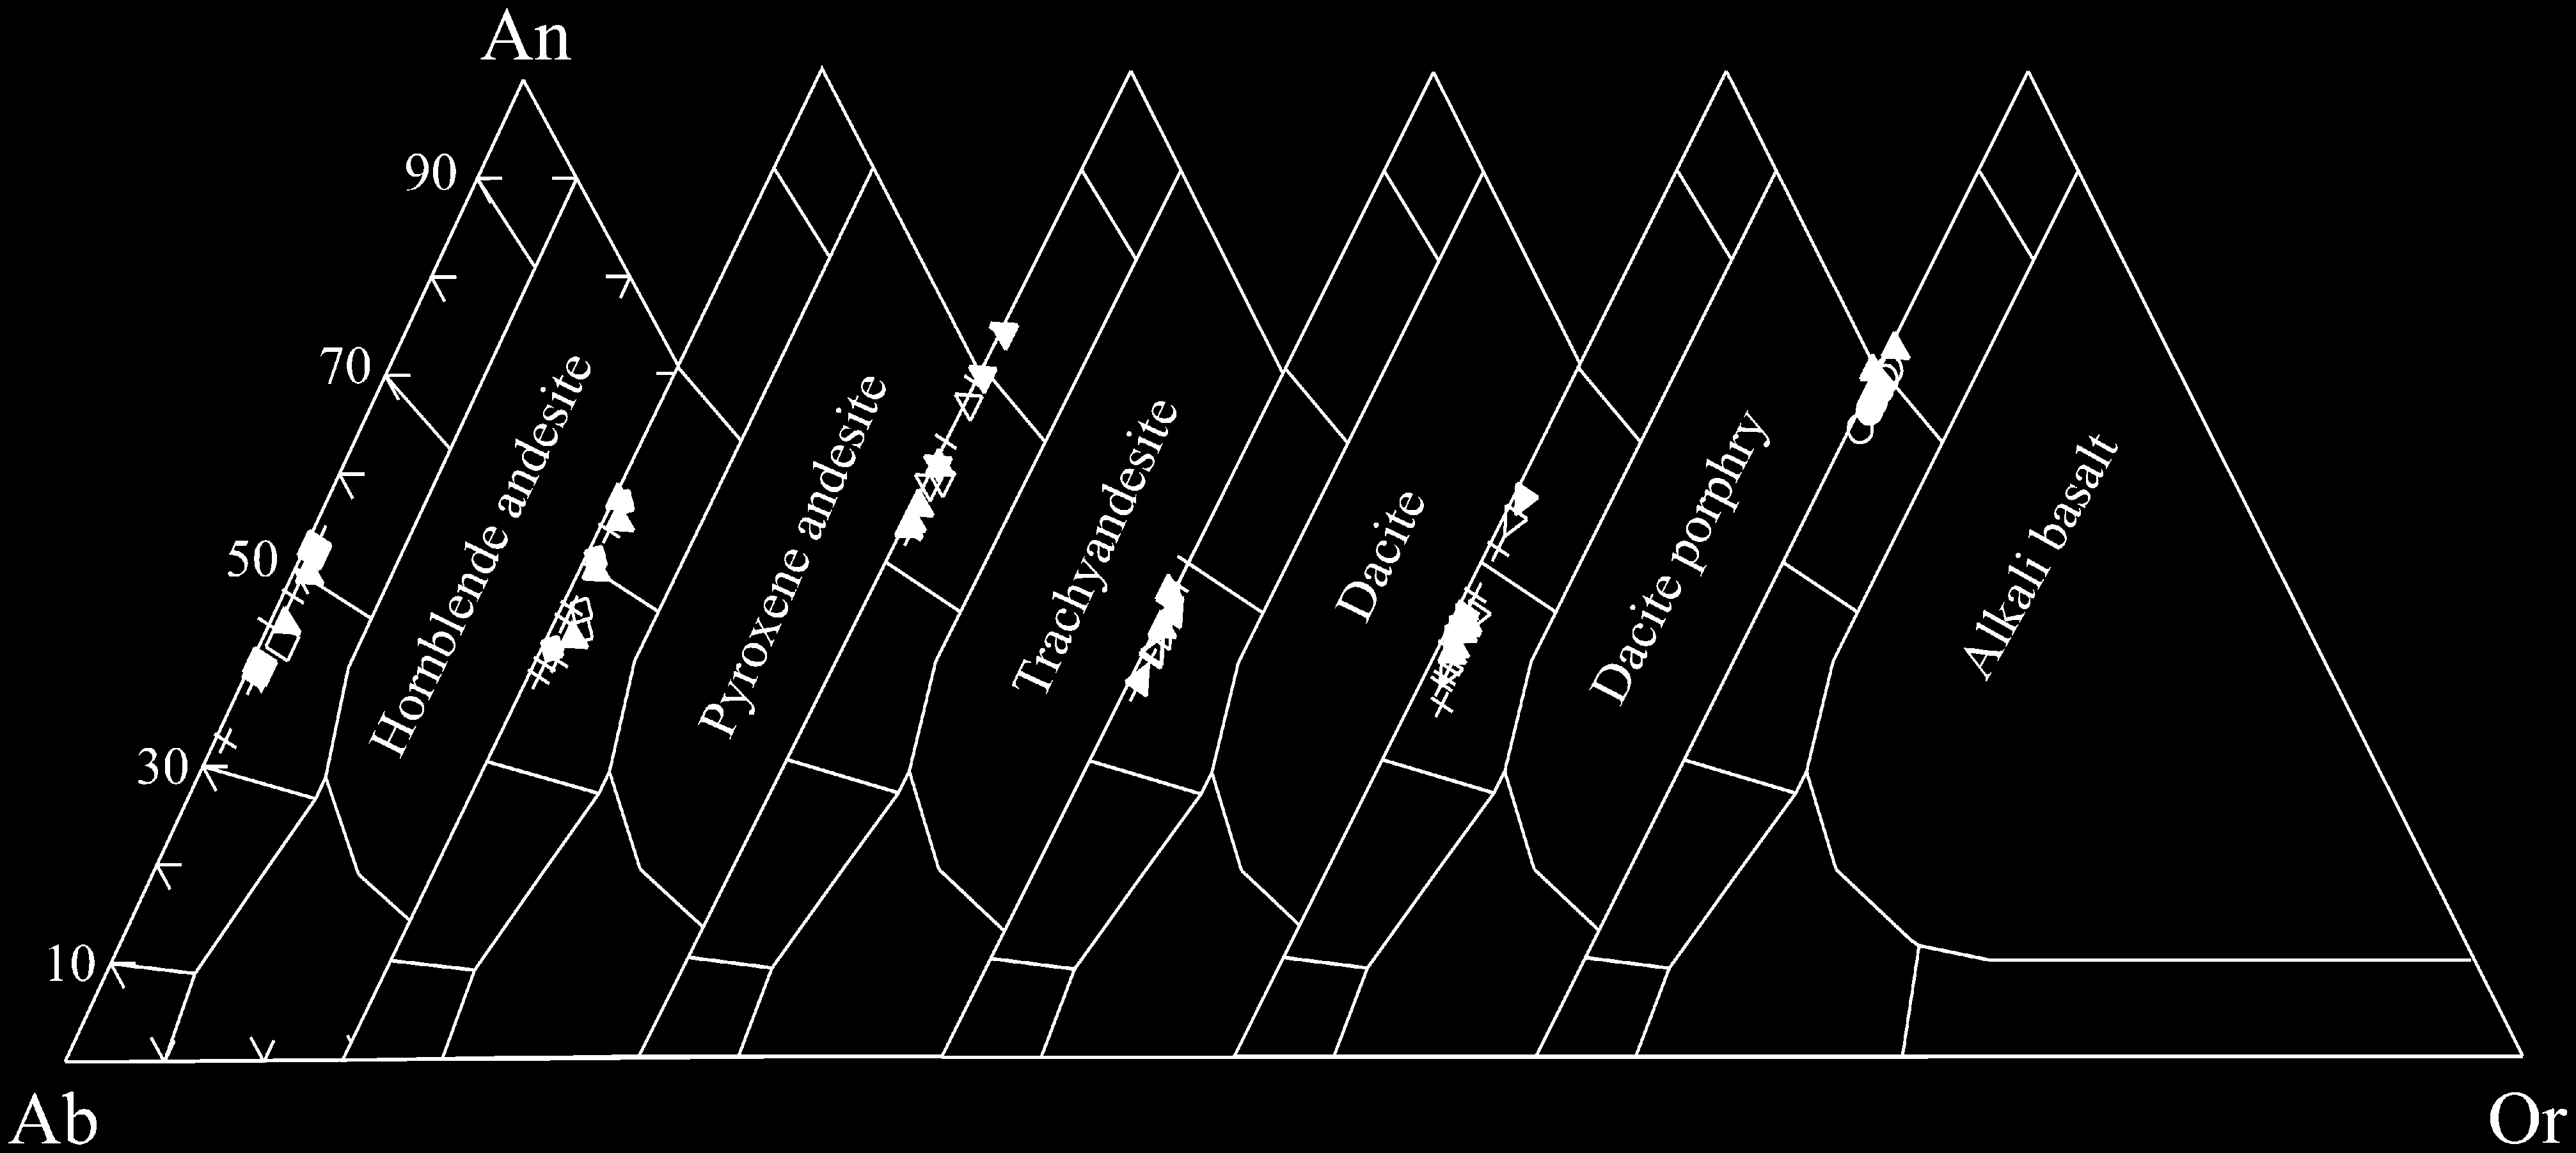 An
90
70
50
30
10
Hornblende andesite
Pyroxene andesite
Trachyandesite
Dacite
Dacite porphry
Alkali basalt
Ab
Or